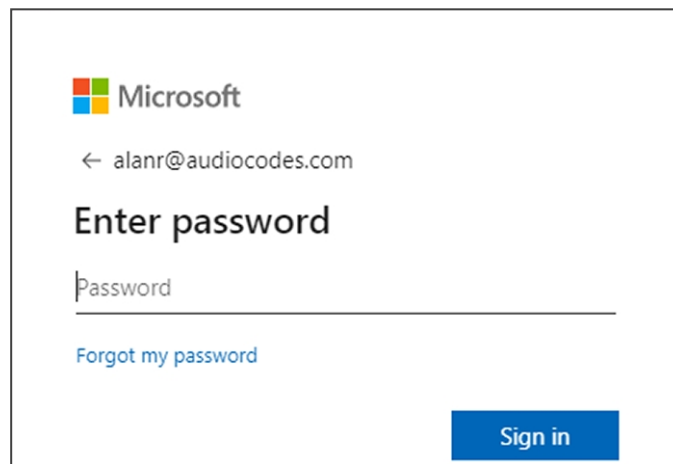 Microsoft
← alanr@audiocodes.com
Enter password
Password
Forgot my password
Sign in